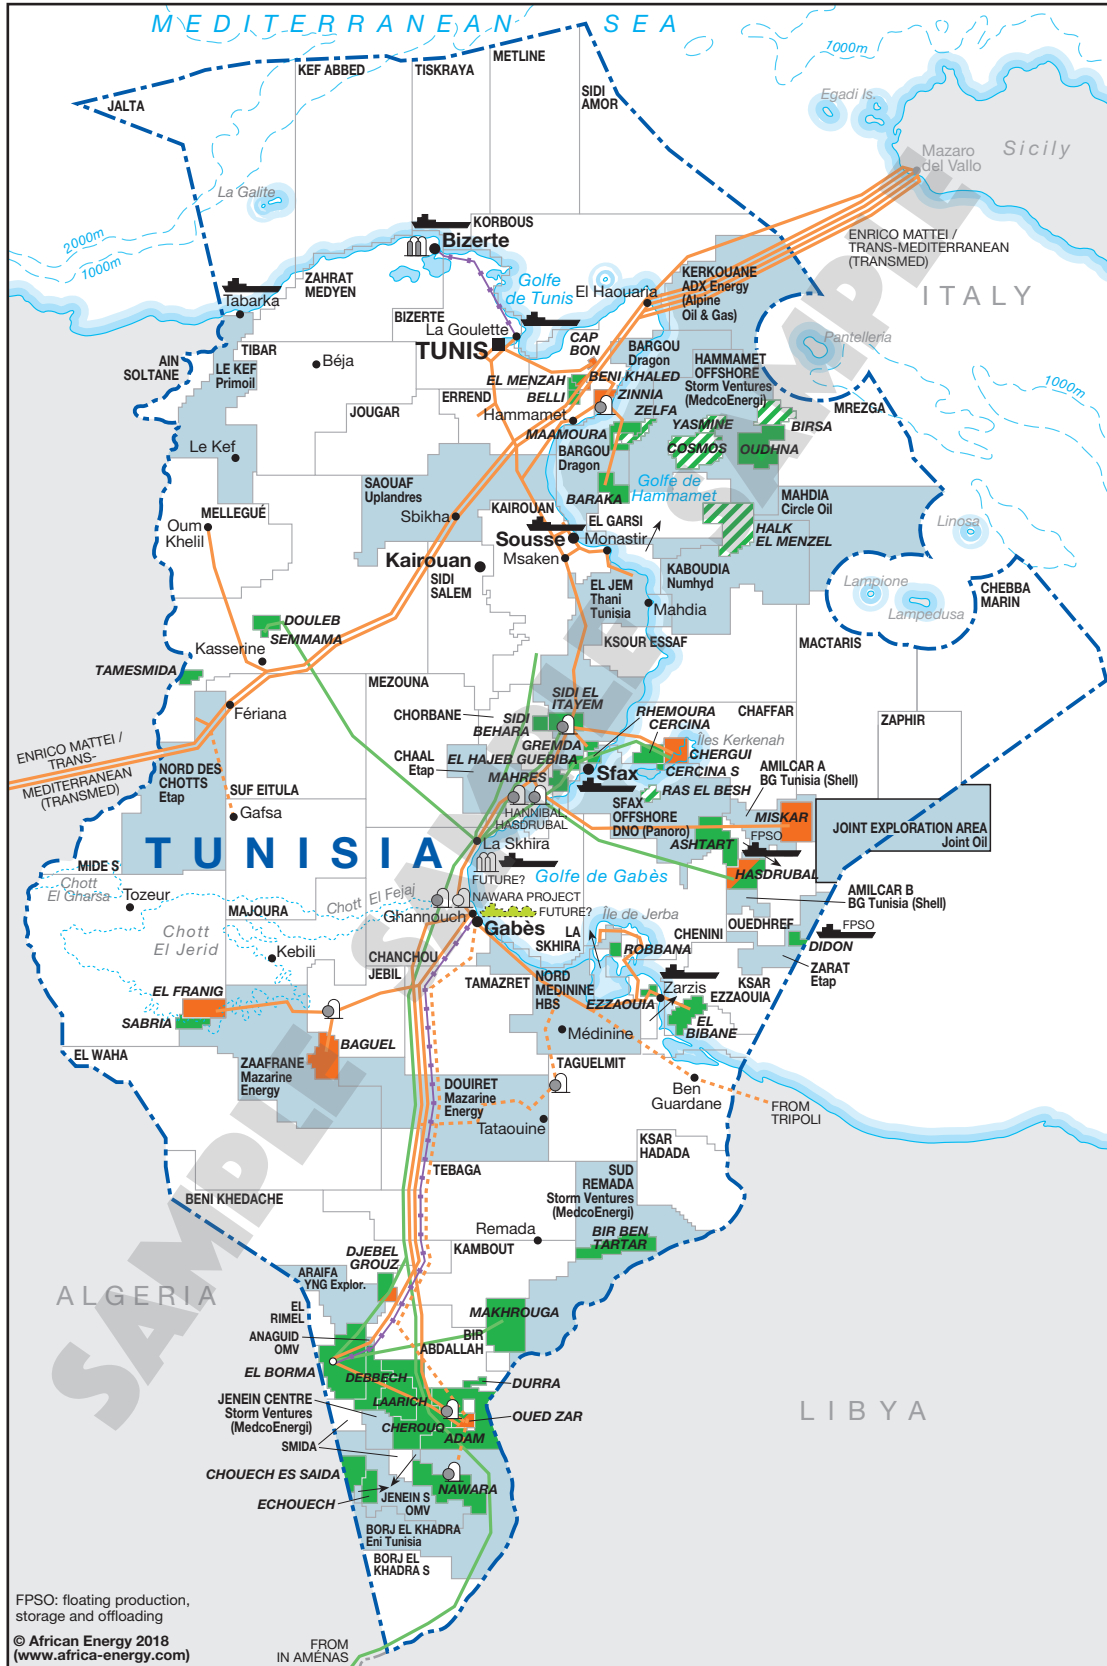 MEDITERRANEAN SEA
KEF ABBED
TISKRAYA
METLINE
SIDI
AMOR
JALTA
1000m
Egadi Is.
Sicily
Mazaro
del Vallo
La Galite
2000m
1000m
KORBOUS
Bizerte
ENRICO MATTEI /
TRANS-MEDITERRANEAN
(TRANSMED)
ZAHRAT
MEDYEN
Tabarka
Golfe
de Tunis
El Haouaria
KERKOUANE
ADX Energy
(Alpine
Oil & Gas)
ITALY
BIZERTE
La Goulette
TUNIS
CAP
BON
BARGOU
Dragon
Pantelleria
TIBAR
AIN
SOLTANE
LE KEF
Primoil
Béja
HAMMAMET
OFFSHORE
Storm Ventures
(MedcoEnergi)
1000m
EL MENZAH
BELLI
BENI KHALED
ERREND
ZINNIA
ZELFA
MREZGA
JOUGAR
Hammamet
YASMINE
BIRSA
MAAMOURA
COSMOS
OUDHNA
Le Kef
BARGOU
Dragon
SAOUAF
Uplandres
BARAKA
Golfe de
Hammamet
MAHDIA
Circle Oil
MELLEGUÉ
KAIROUAN
EL GARSI
Sbikha
Oum
Khelil
Sousse
Monastir
HALK
EL MENZEL
Linosa
Msaken
Kairouan
SIDI
SALEM
KABOUDIA
Numhyd
EL JEM
Thani
Tunisia
Mahdia
Lampione
Lampedusa
CHEBBA
MARIN
DOULEB
SEMMAMA
KSOUR ESSAF
MACTARIS
Kasserine
TAMESMIDA
MEZOUNA
SIDI EL
ITAYEM
CHORBANE
SIDI
BEHARA
RHEMOURA
CERCINA
CHAFFAR
ZAPHIR
Fériana
GREMDA
EL HAJEB GUEBIBA
Îles Kerkenah
CHERGUI
ENRICO MATTEI /
TRANS-
MEDITERRANEAN
(TRANSMED)
CHAAL
Etap
MAHRES
Sfax
CERCINA S
AMILCAR A
BG Tunisia (Shell)
NORD DES
CHOTTS
Etap
SUF EITULA
RAS EL BESH
Gafsa
HANNIBAL,
HASDRUBAL
SFAX
OFFSHORE
DNO (Panoro)
MISKAR
JOINT EXPLORATION AREA
Joint Oil
FPSO
TUNISIA
La Skhira
ASHTART
HASDRUBAL
MIDE S
FUTURE?
Golfe de Gabès
Chott
El Gharsa
Chott El Fejaj
NAWARA PROJECT
FUTURE?
AMILCAR B
BG Tunisia (Shell)
Tozeur
MAJOURA
Ghannouch
Gabès
Île de Jerba
OUEDHREF
FPSO
Chott
El Jerid
LA
SKHIRA
CHENINI
ROBBANA
DIDON
Kebili
CHANCHOU
JEBIL
TAMAZRET
NORD
MEDININE
HBS
Zarzis
KSAR
EZZAOUIA
ZARAT
Etap
EL FRANIG
EZZAOUIA
SABRIA
EL
BIBANE
Médinine
EL WAHA
BAGUEL
ZAAFRANE
Mazarine
Energy
TAGUELMIT
DOUIRET
Mazarine
Energy
Ben
Guardane
FROM
TRIPOLI
Tataouine
KSAR
HADADA
TEBAGA
SUD
REMADA
Storm Ventures
(MedcoEnergi)
BENI KHEDACHE
Remada
BIR BEN
TARTAR
DJEBEL
GROUZ
KAMBOUT
ARAIFA
YNG Explor.
ALGERIA
EL
RIMEL
MAKHROUGA
ANAGUID
OMV
BIR
ABDALLAH
EL BORMA
DEBBECH
DURRA
LAARICH
JENEIN CENTRE
Storm Ventures
(MedcoEnergi)
OUED ZAR
CHEROUQ
ADAM
LIBYA
SMIDA
CHOUECH ES SAIDA
NAWARA
ECHOUECH
JENEIN S
OMV
BORJ EL KHADRA
Eni Tunisia
BORJ EL
KHADRA S
FPSO: floating production,
storage and offloading
© African Energy 2018
(www.africa-energy.com)
FROM
IN AMÉNAS
SAMPLE SAMPLE SAMPLE